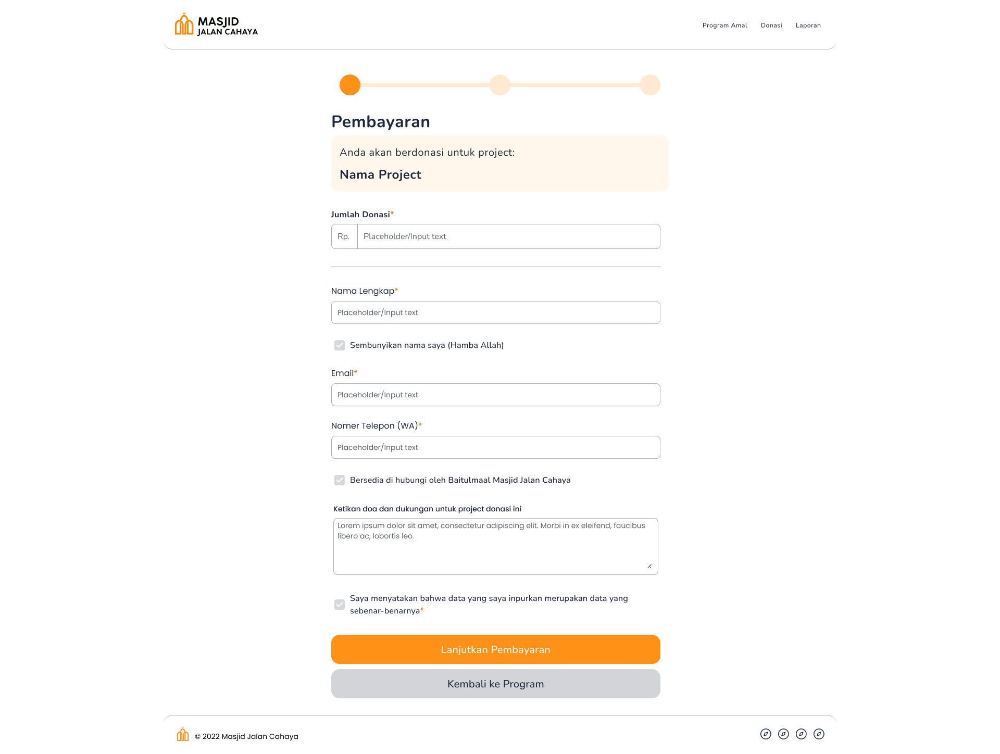 MASJID
JALAN CAHAYA
Program Amal
Donasi
Laporan
Pembayaran
Anda akan berdonasi untuk project:
Nama Project
Jumlah Donasi*
Rp.
Placeholder/Input text
Nama Lengkap*
Placeholder/Input text
Sembunyikan nama saya (Hamba Allah)
Email*
Placeholder/Input text
Nomer Telepon (WA)*
Placeholder/Input text
Bersedia di hubungi oleh Baitulmaal Masjid Jalan Cahaya
Ketikan doa dan dukungan untuk project donasi ini
Lorem ipsum dolor sit amet, consectetur adipiscing elit. Morbi in ex eleifend, faucibus
libero ac, lobortis leo.
Saya menyatakan bahwa data yang saya inpurkan merupakan data yang
sebenar-benarnya*
Lanjutkan Pembayaran
Kembali ke Program
© 2022 Masjid Jalan Cahaya